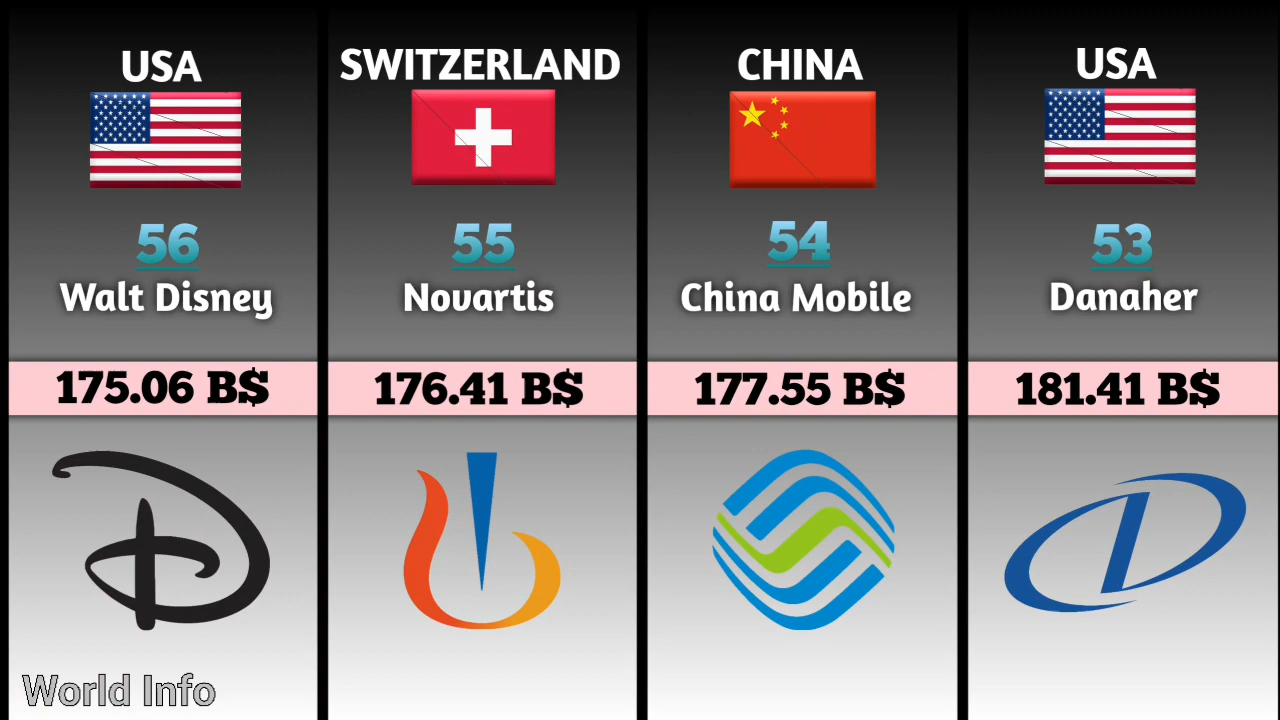 USA
56
Walt Disney
175.06 B$
SWITZERLAND
55
Novartis
176.41 B$
CHINA
54
China Mobile
177.55 B$
USA
53
Danaher
181.41 B$
World Info